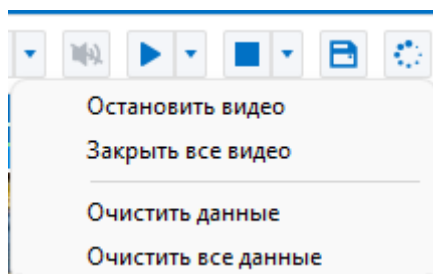 Остановить видео
Закрыть все видео
Очистить данные
Очистить все данные